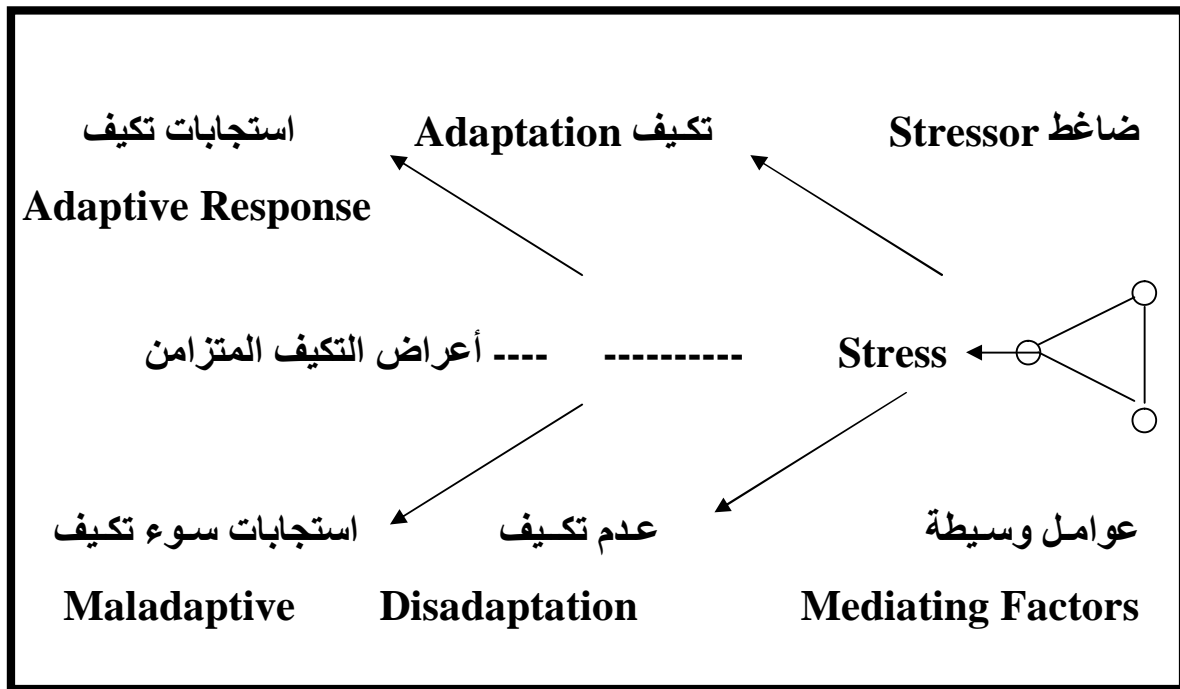 ضاغط Stressor
تكيف Adaptation
استجابات تكيف
Adaptive Response
Stress
---------- ---- أعراض التكيف المتزامن
عوامل وسيطة
عدم تكيف
استجابات سوء تكيف
Mediating Factors
Disadaptation
Maladaptive